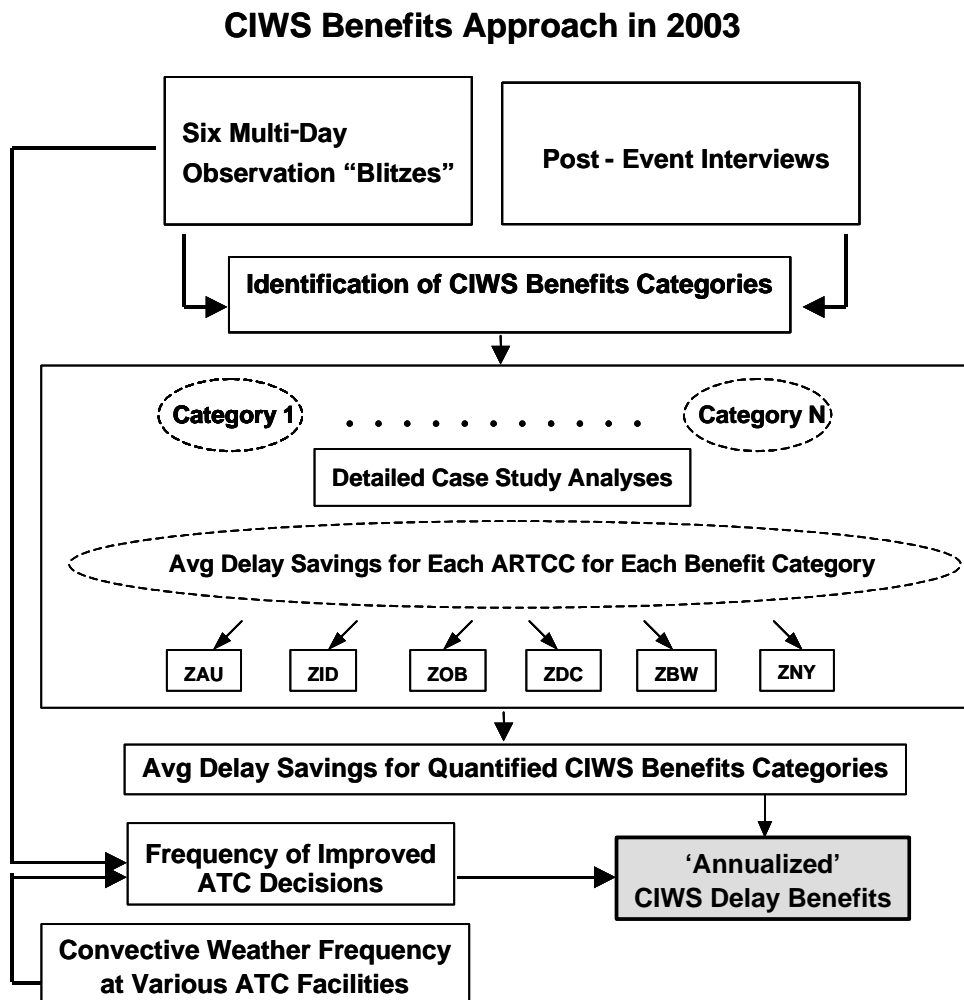 CIWS Benefits Approach in 2003
Six Multi-Day
Observation “Blitzes”
Post - Event Interviews
Identification of CIWS Benefits Categories
Category 1
. . . . . . . . . . .
Category N
Detailed Case Study Analyses
Avg Delay Savings for Each ARTCC for Each Benefit Category
ZAU
ZID
ZOB
ZDC
ZBW
ZNY
Avg Delay Savings for Quantified CIWS Benefits Categories
Frequency of Improved
ATC Decisions
‘Annualized’
CIWS Delay Benefits
Convective Weather Frequency
at Various ATC Facilities